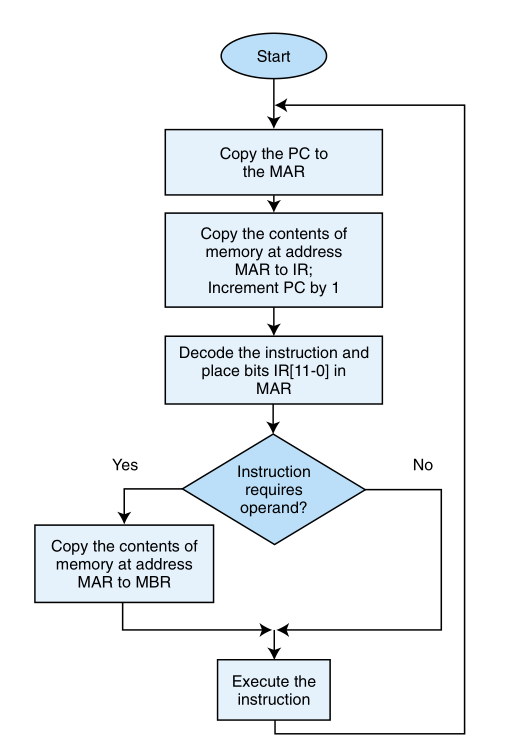 Start
Copy the PC to
the MAR
Copy the contents of
memory at address
MAR to IR;
Increment PC by 1
Decode the instruction and
place bits IR[11-0] in
MAR
Yes
No
Instruction
requires
operand?
Copy the contents of
memory at address
MAR to MBR
Execute the
instruction